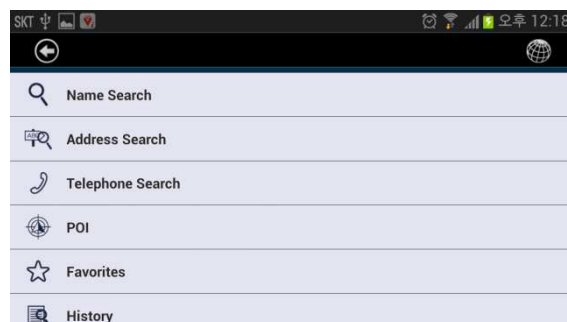 SKT 오후 12:18
Name Search
Address Search
Telephone Search
POI
Favorites
History